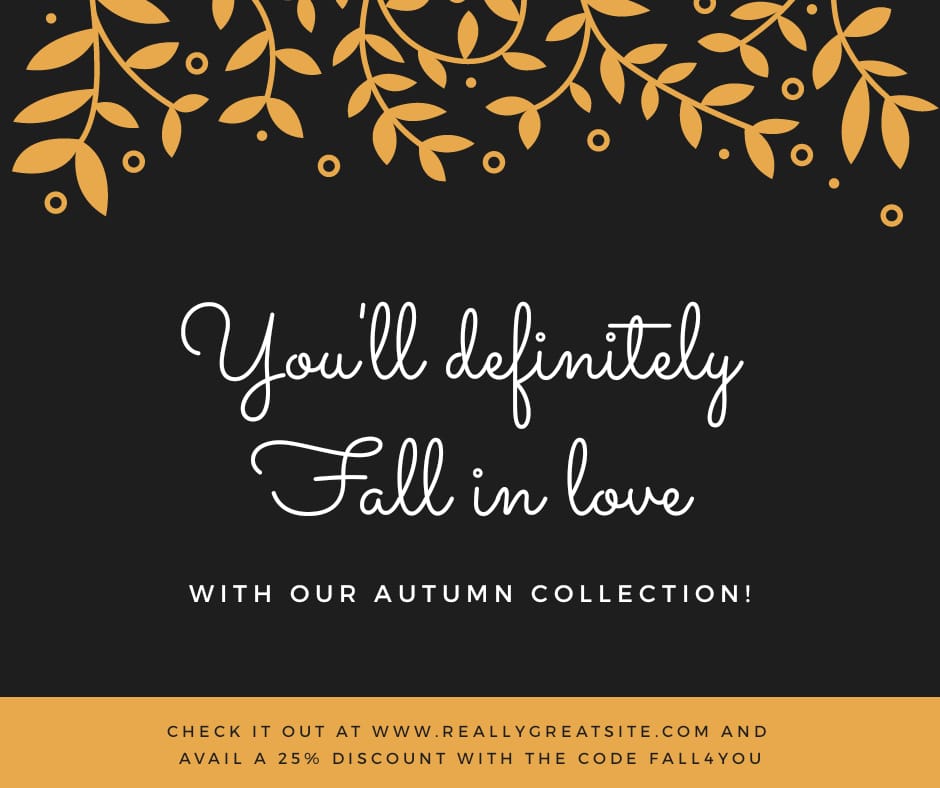 You'll definitely
Fall in love
WITH OUR AUTUMN COLLECTION!
CHECK IT OUT AT WWW.REALLYGREATSITE.COM AND
AVAIL A 25% DISCOUNT WITH THE CODE FALL4YOU